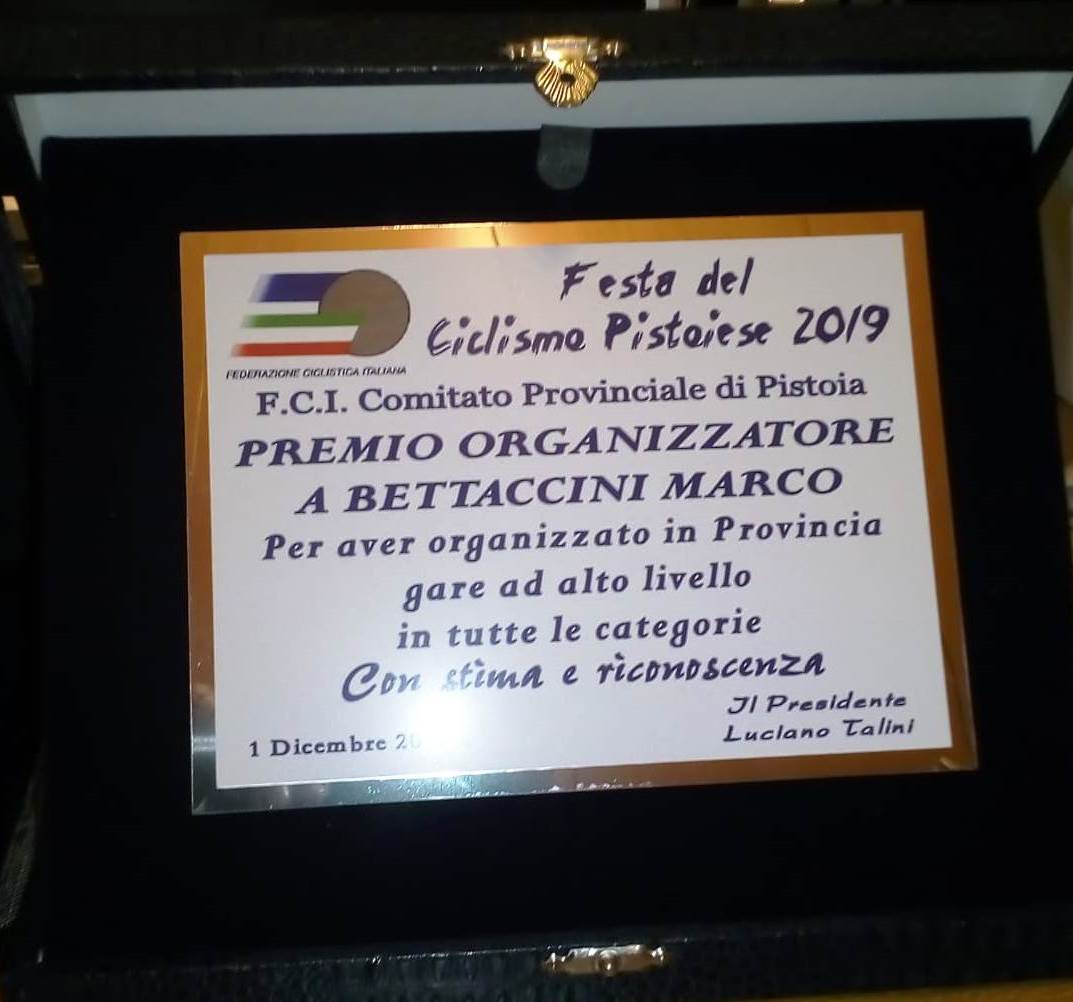 Festa del
Ciclismo Pistoiese 2019
FEDERAZIONE CICLISTICA ITALIANA
F.C.I. Comitato Provinciale di Pistoia
PREMIO ORGANIZZATORE
A BETTACCINI MARCO
Per aver organizzato in Provincia
gare ad alto livello
in tutte le categorie
Con stima e riconoscenza
Il Presidente
Luciano Talini
1 Dicembre